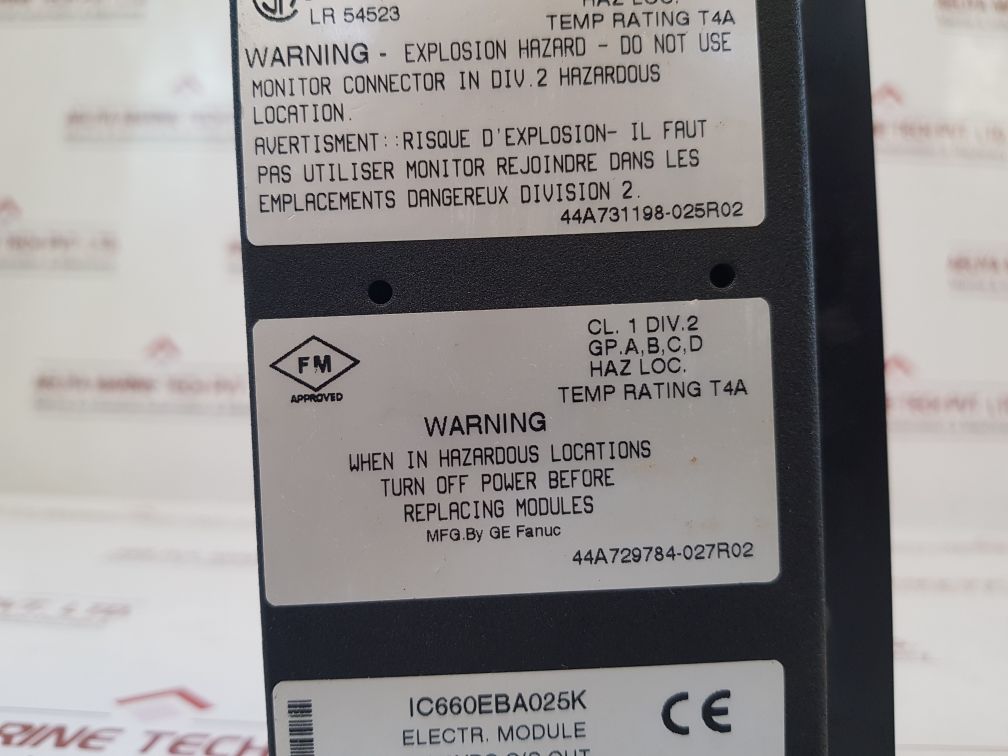 LR 54523
HAZ LOC.
TEMP RATING T4A
WARNING - EXPLOSION HAZARD - DO NOT USE
MONITOR CONNECTOR IN DIV.2 HAZARDOUS
LOCATION.
AVERTISMENT::RISQUE D'EXPLOSION- IL FAUT
PAS UTILISER MONITOR REJOINDRE DANS LES
EMPLACEMENTS DANGEREUX DIVISION 2.
44A731198-025R02
FM
APPROVED
CL. 1 DIV.2
GP.A,B,C,D
HAZ LOC.
TEMP RATING T4A
WARNING
WHEN IN HAZARDOUS LOCATIONS
TURN OFF POWER BEFORE
REPLACING MODULES
MFG.By GE Fanuc
44A729784-027R02
IC660EBA025K
CE
ELECTR. MODULE